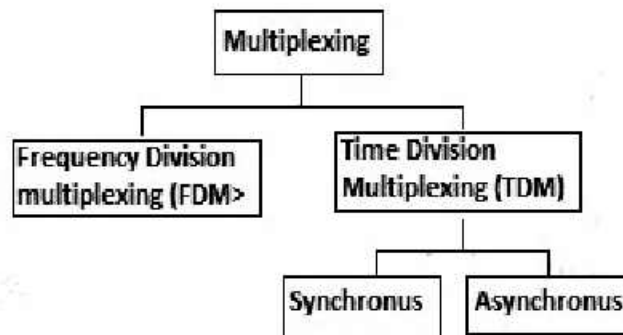 Multiplexing
Frequency Division
multiplexing (FDM>
Time Division
Multiplexing (TDM)
Synchronus
Asynchronus